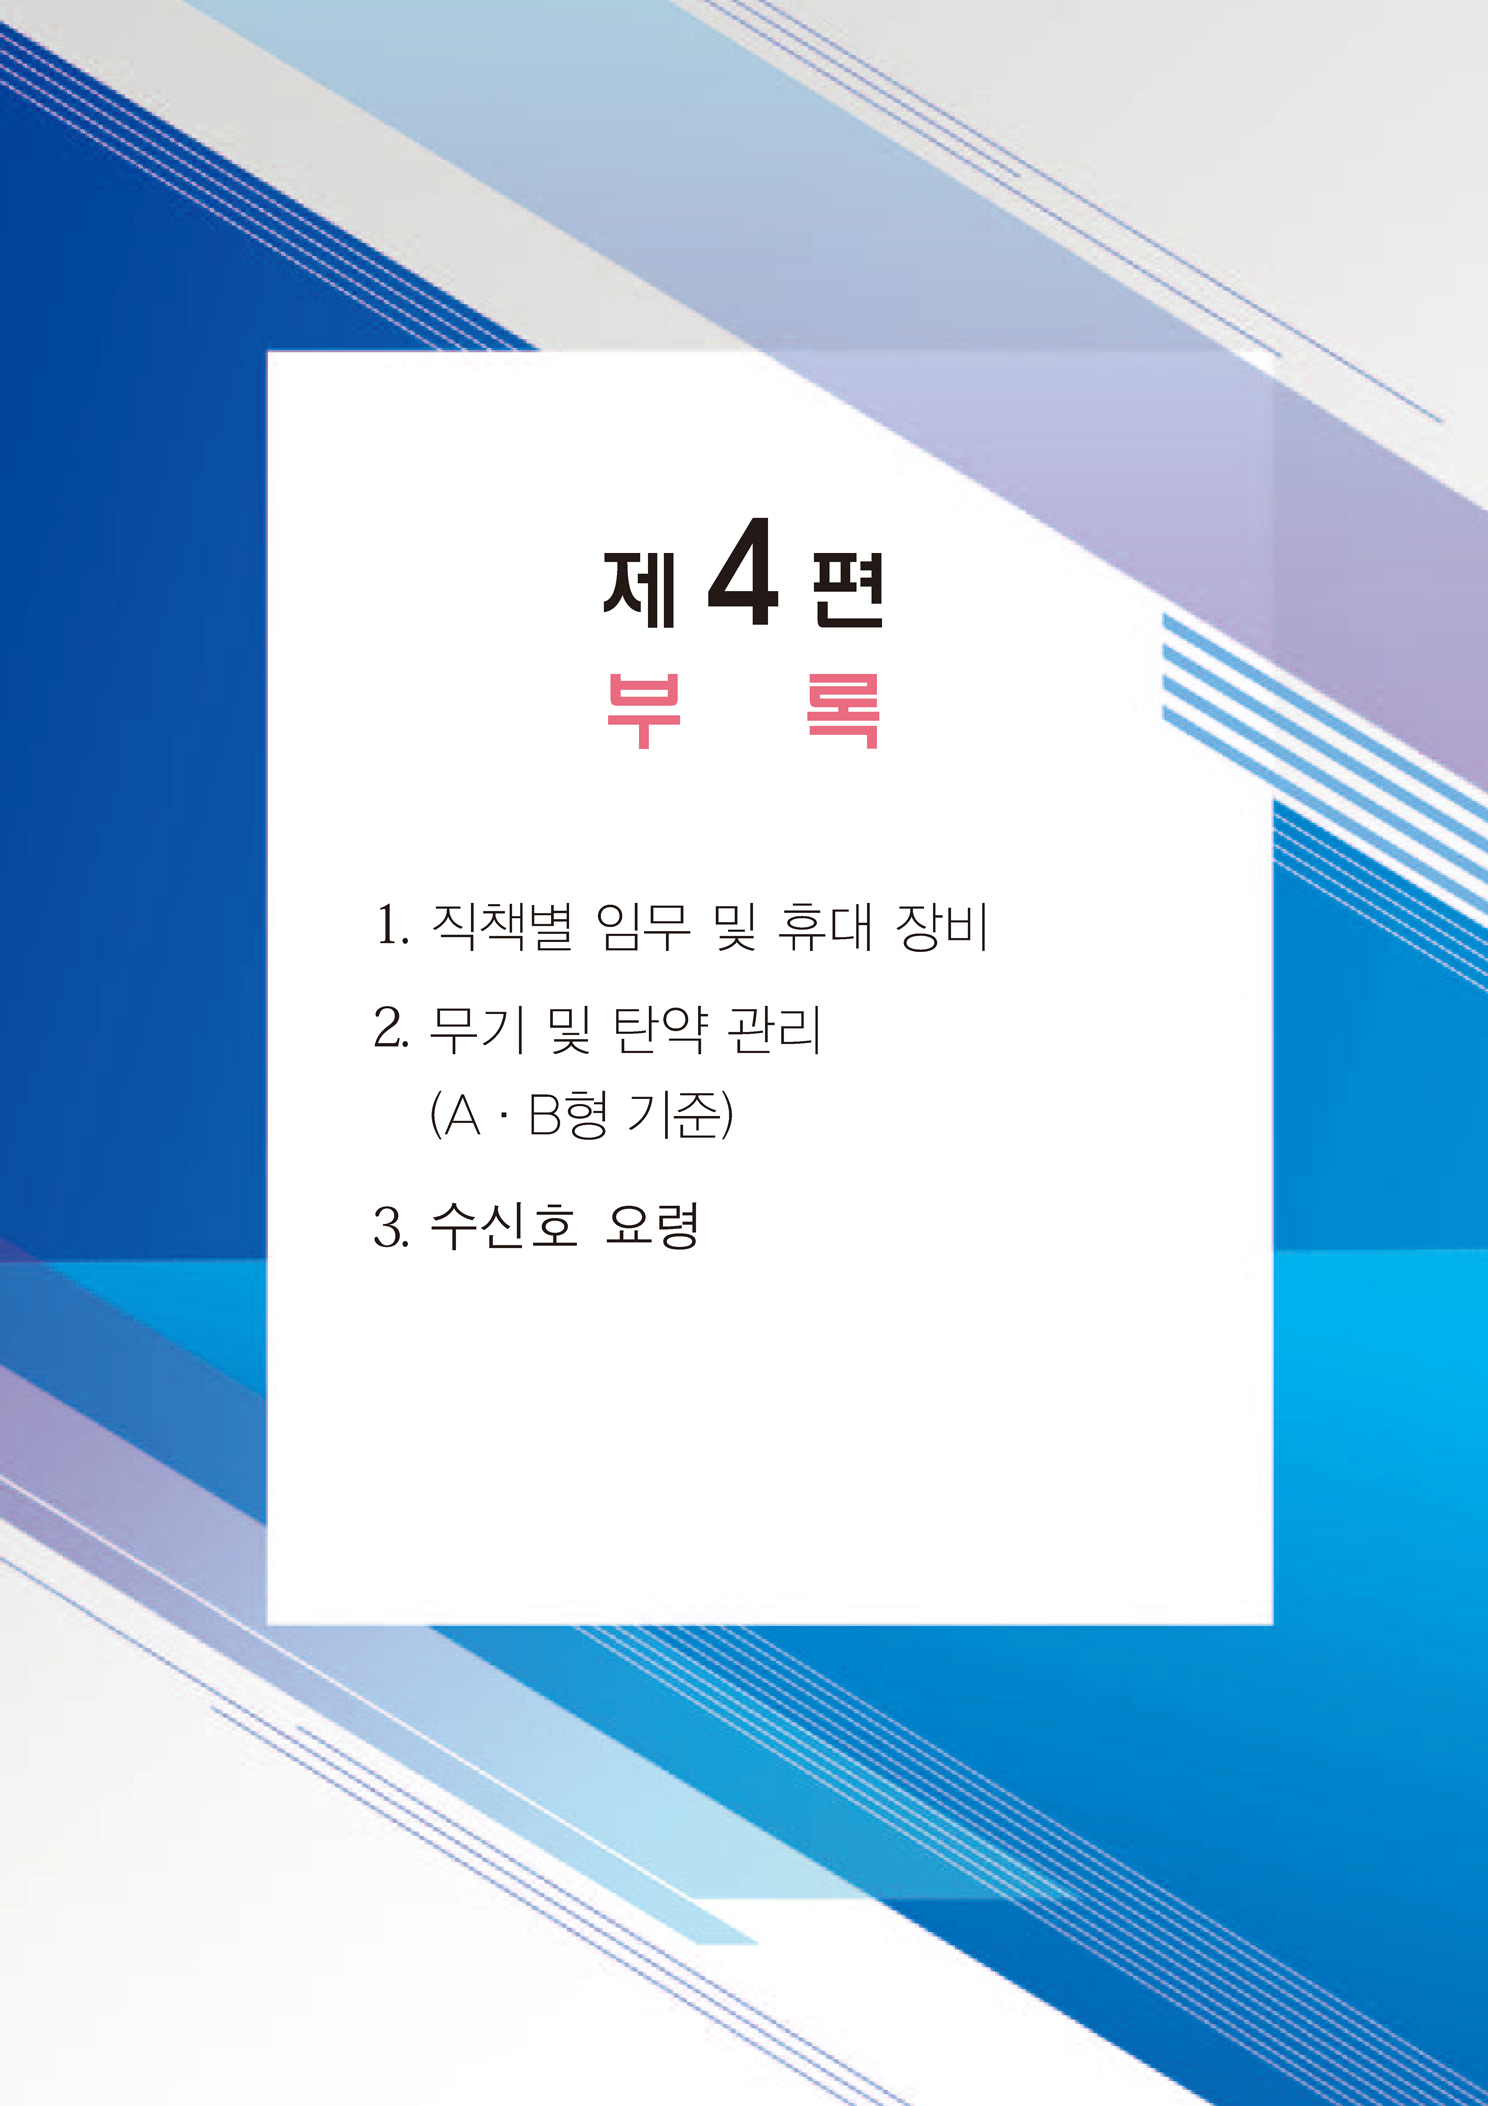 제 4 편
부 록
1. 직책별 임무 및 휴대 장비
2. 무기 및 탄약 관리
(A · B형 기준)
3. 수신호 요령